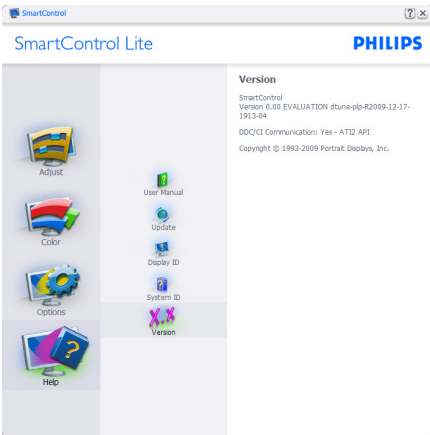 SmartControl
SmartControl Lite
PHILIPS
Adjust
Color
Options
Help
User Manual
Update
Display ID
System ID
Version
Version
SmartControl
Version 0.00 EVALUATION dtune-plp-R2009-12-17-
1913-04
DDC/CI Communication: Yes - ATI2 API
Copyright © 1993-2009 Portrait Displays, Inc.